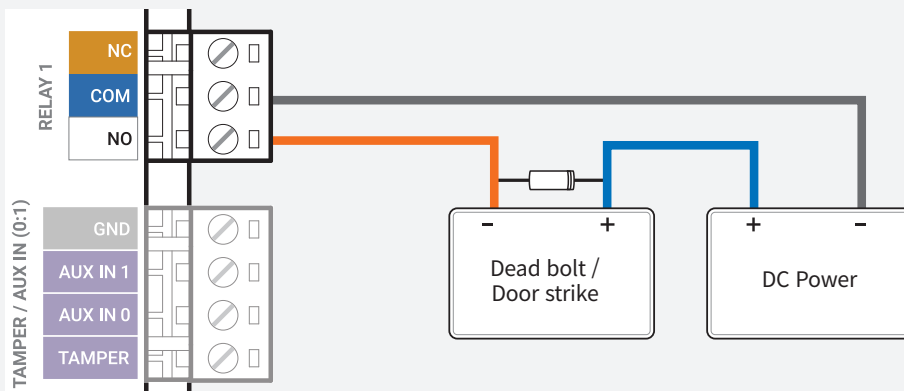 RELAY 1
NC
COM
NO
TAMPER / AUX IN (0:1)
GND
AUX IN 1
AUX IN 0
TAMPER
- +
Dead bolt /
Door strike
+ -
DC Power